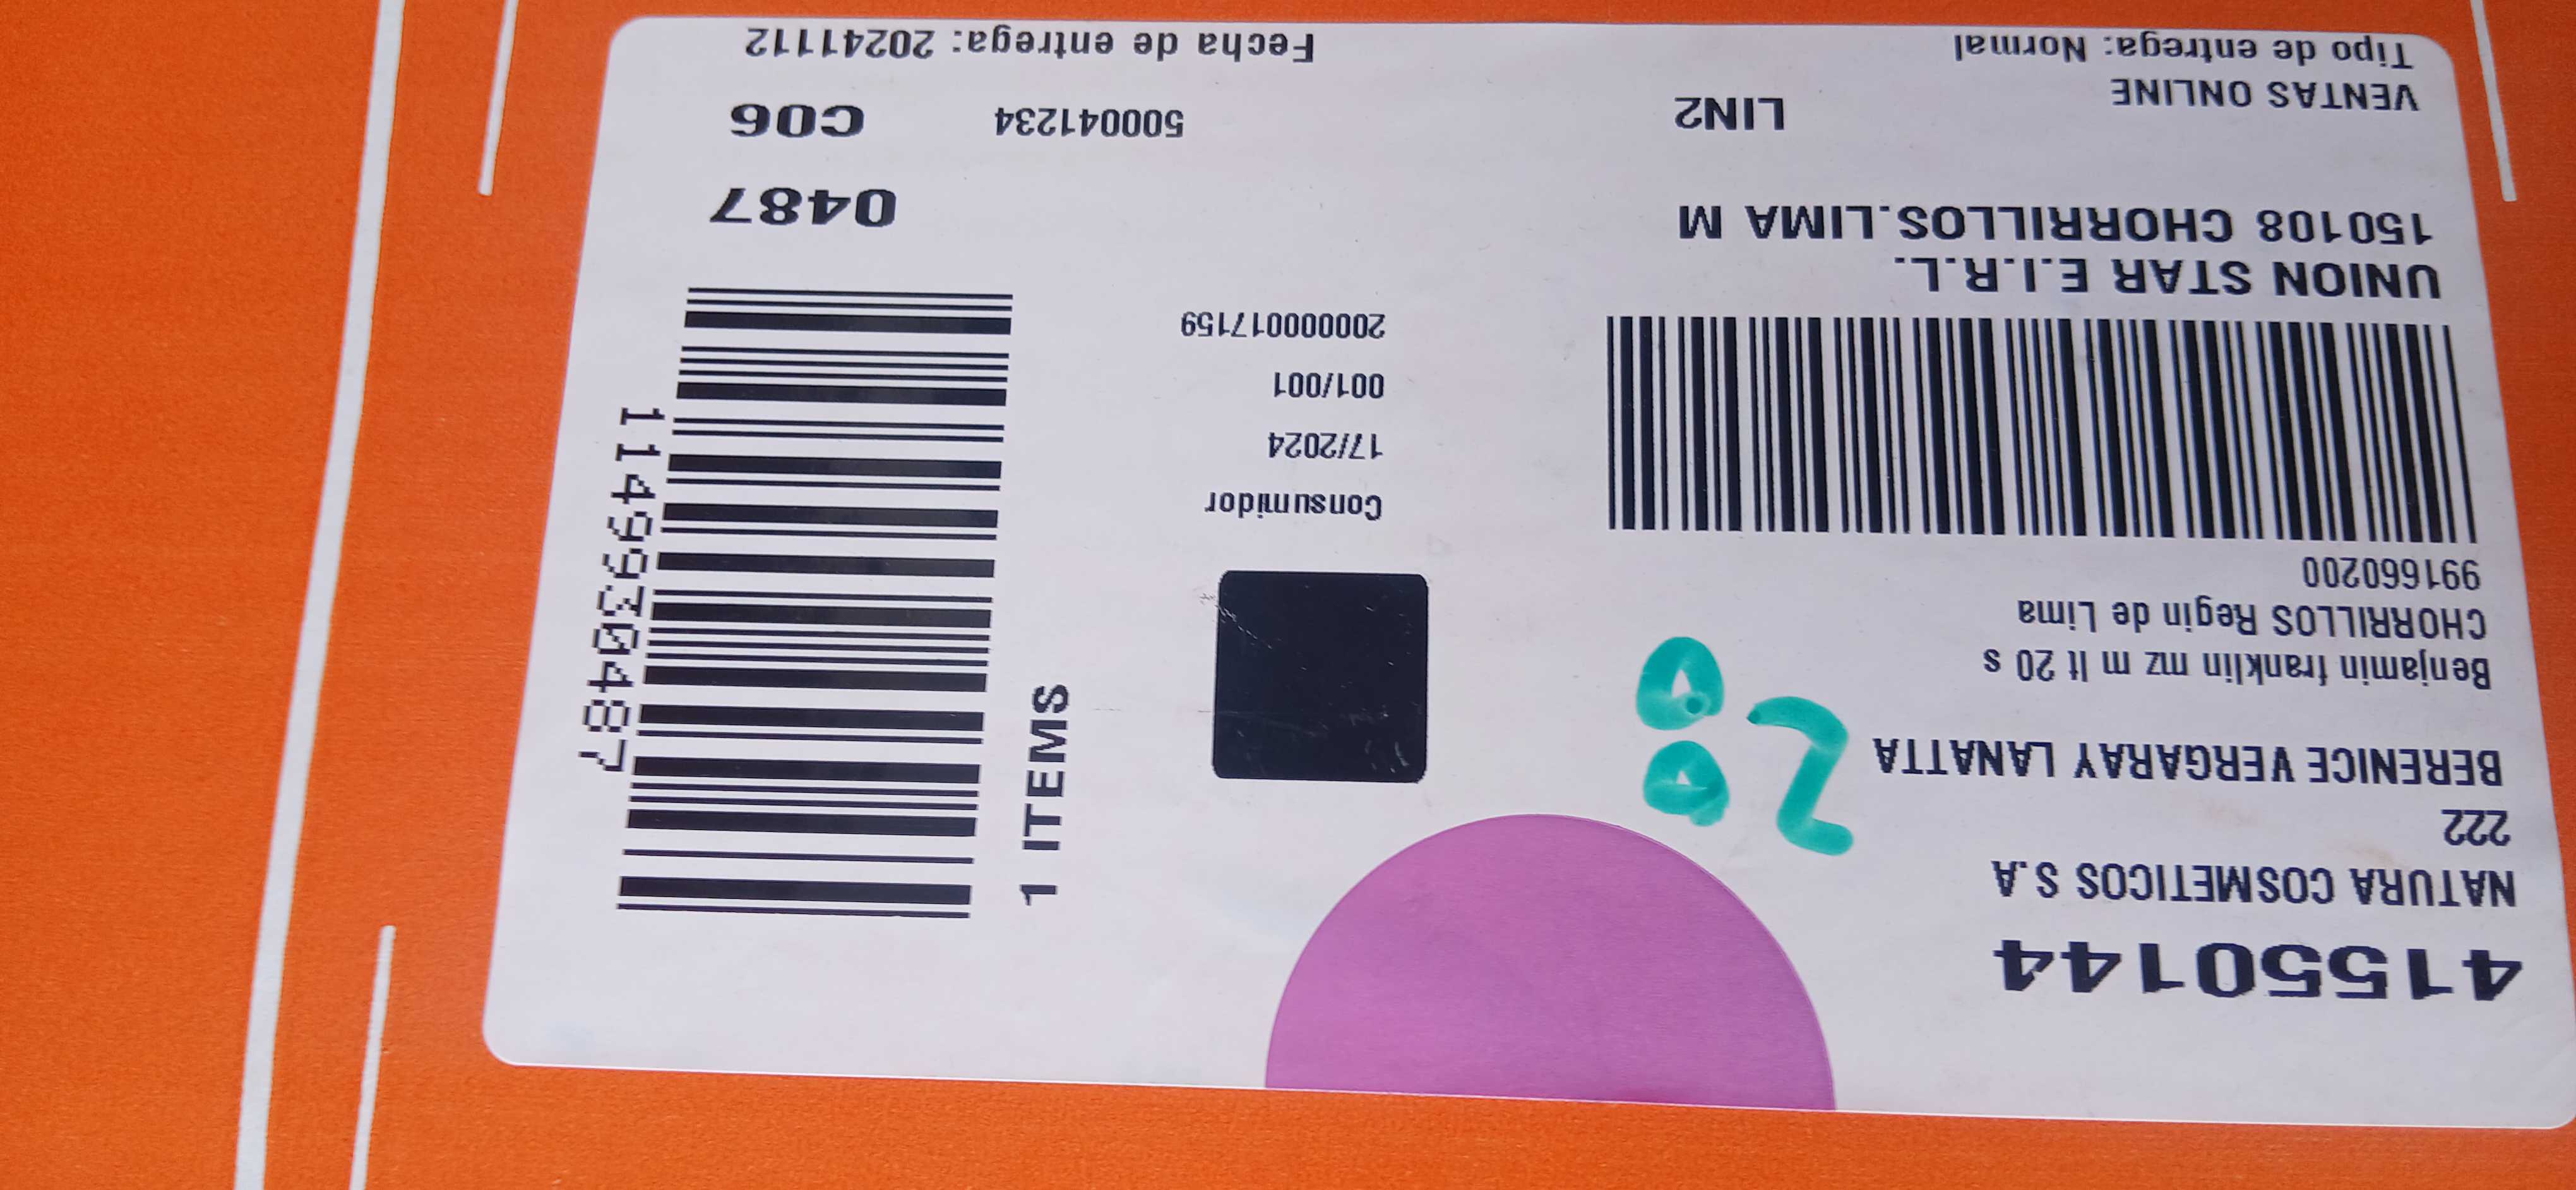 41550144
NATURA COSMETICOS S.A
222
BERENICE VERGARAY LANATTA
Benjamin franklin mz m lt 20 s
CHORRILLOS Regin de Lima
991660200
UNION STAR E.I.R.L.
150108 CHORRILLOS.LIMA M
VENTAS ONLINE
LIN2
Tipo de entrega: Normal
Consumidor
17/2024
001/001
20000017159
1 ITEMS
1149930487
0487
500041234
C06
Fecha de entrega: 20241112